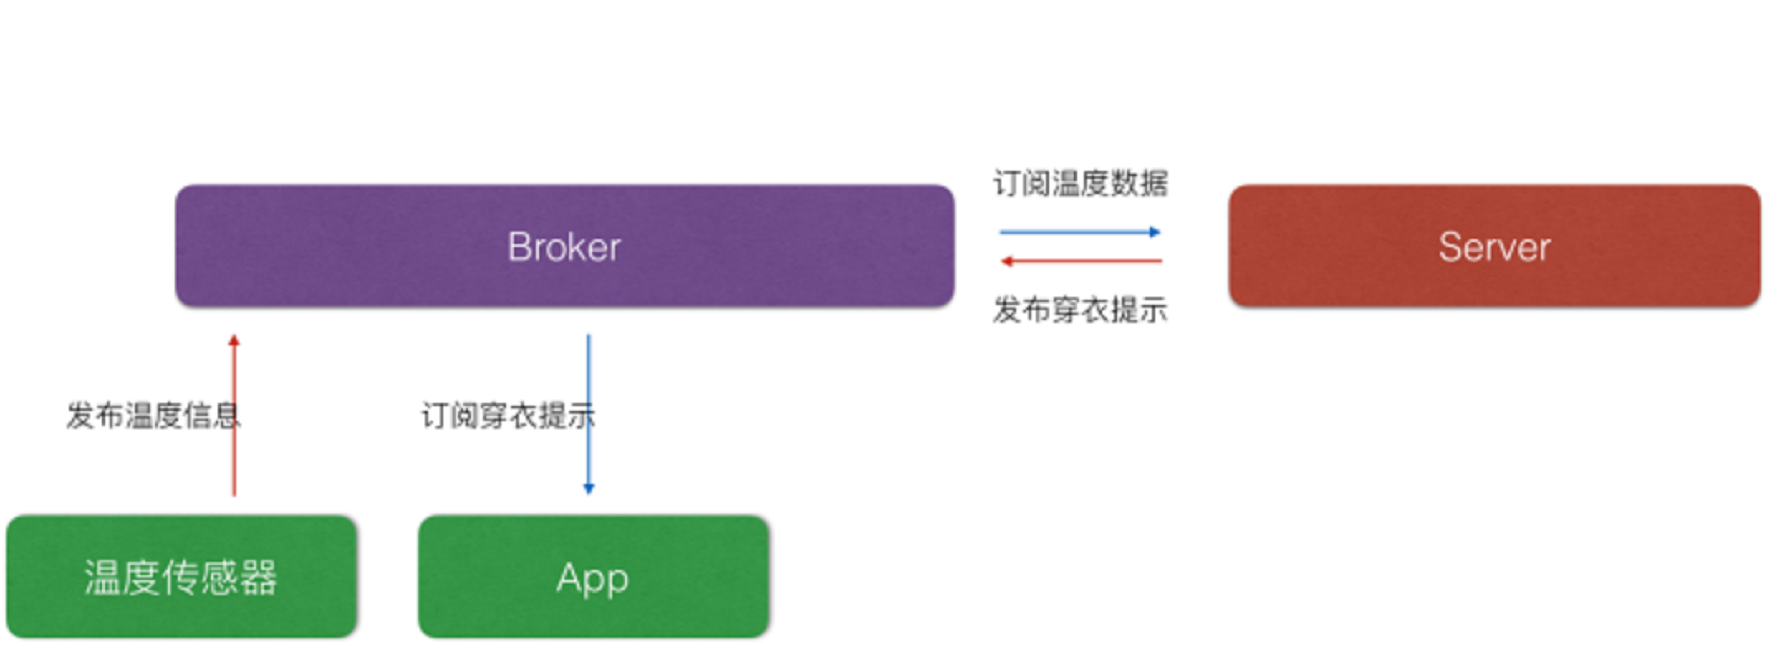 订阅温度数据
Broker
Server
发布穿衣提示
发布温度信息
订阅穿衣提示
温度传感器
App